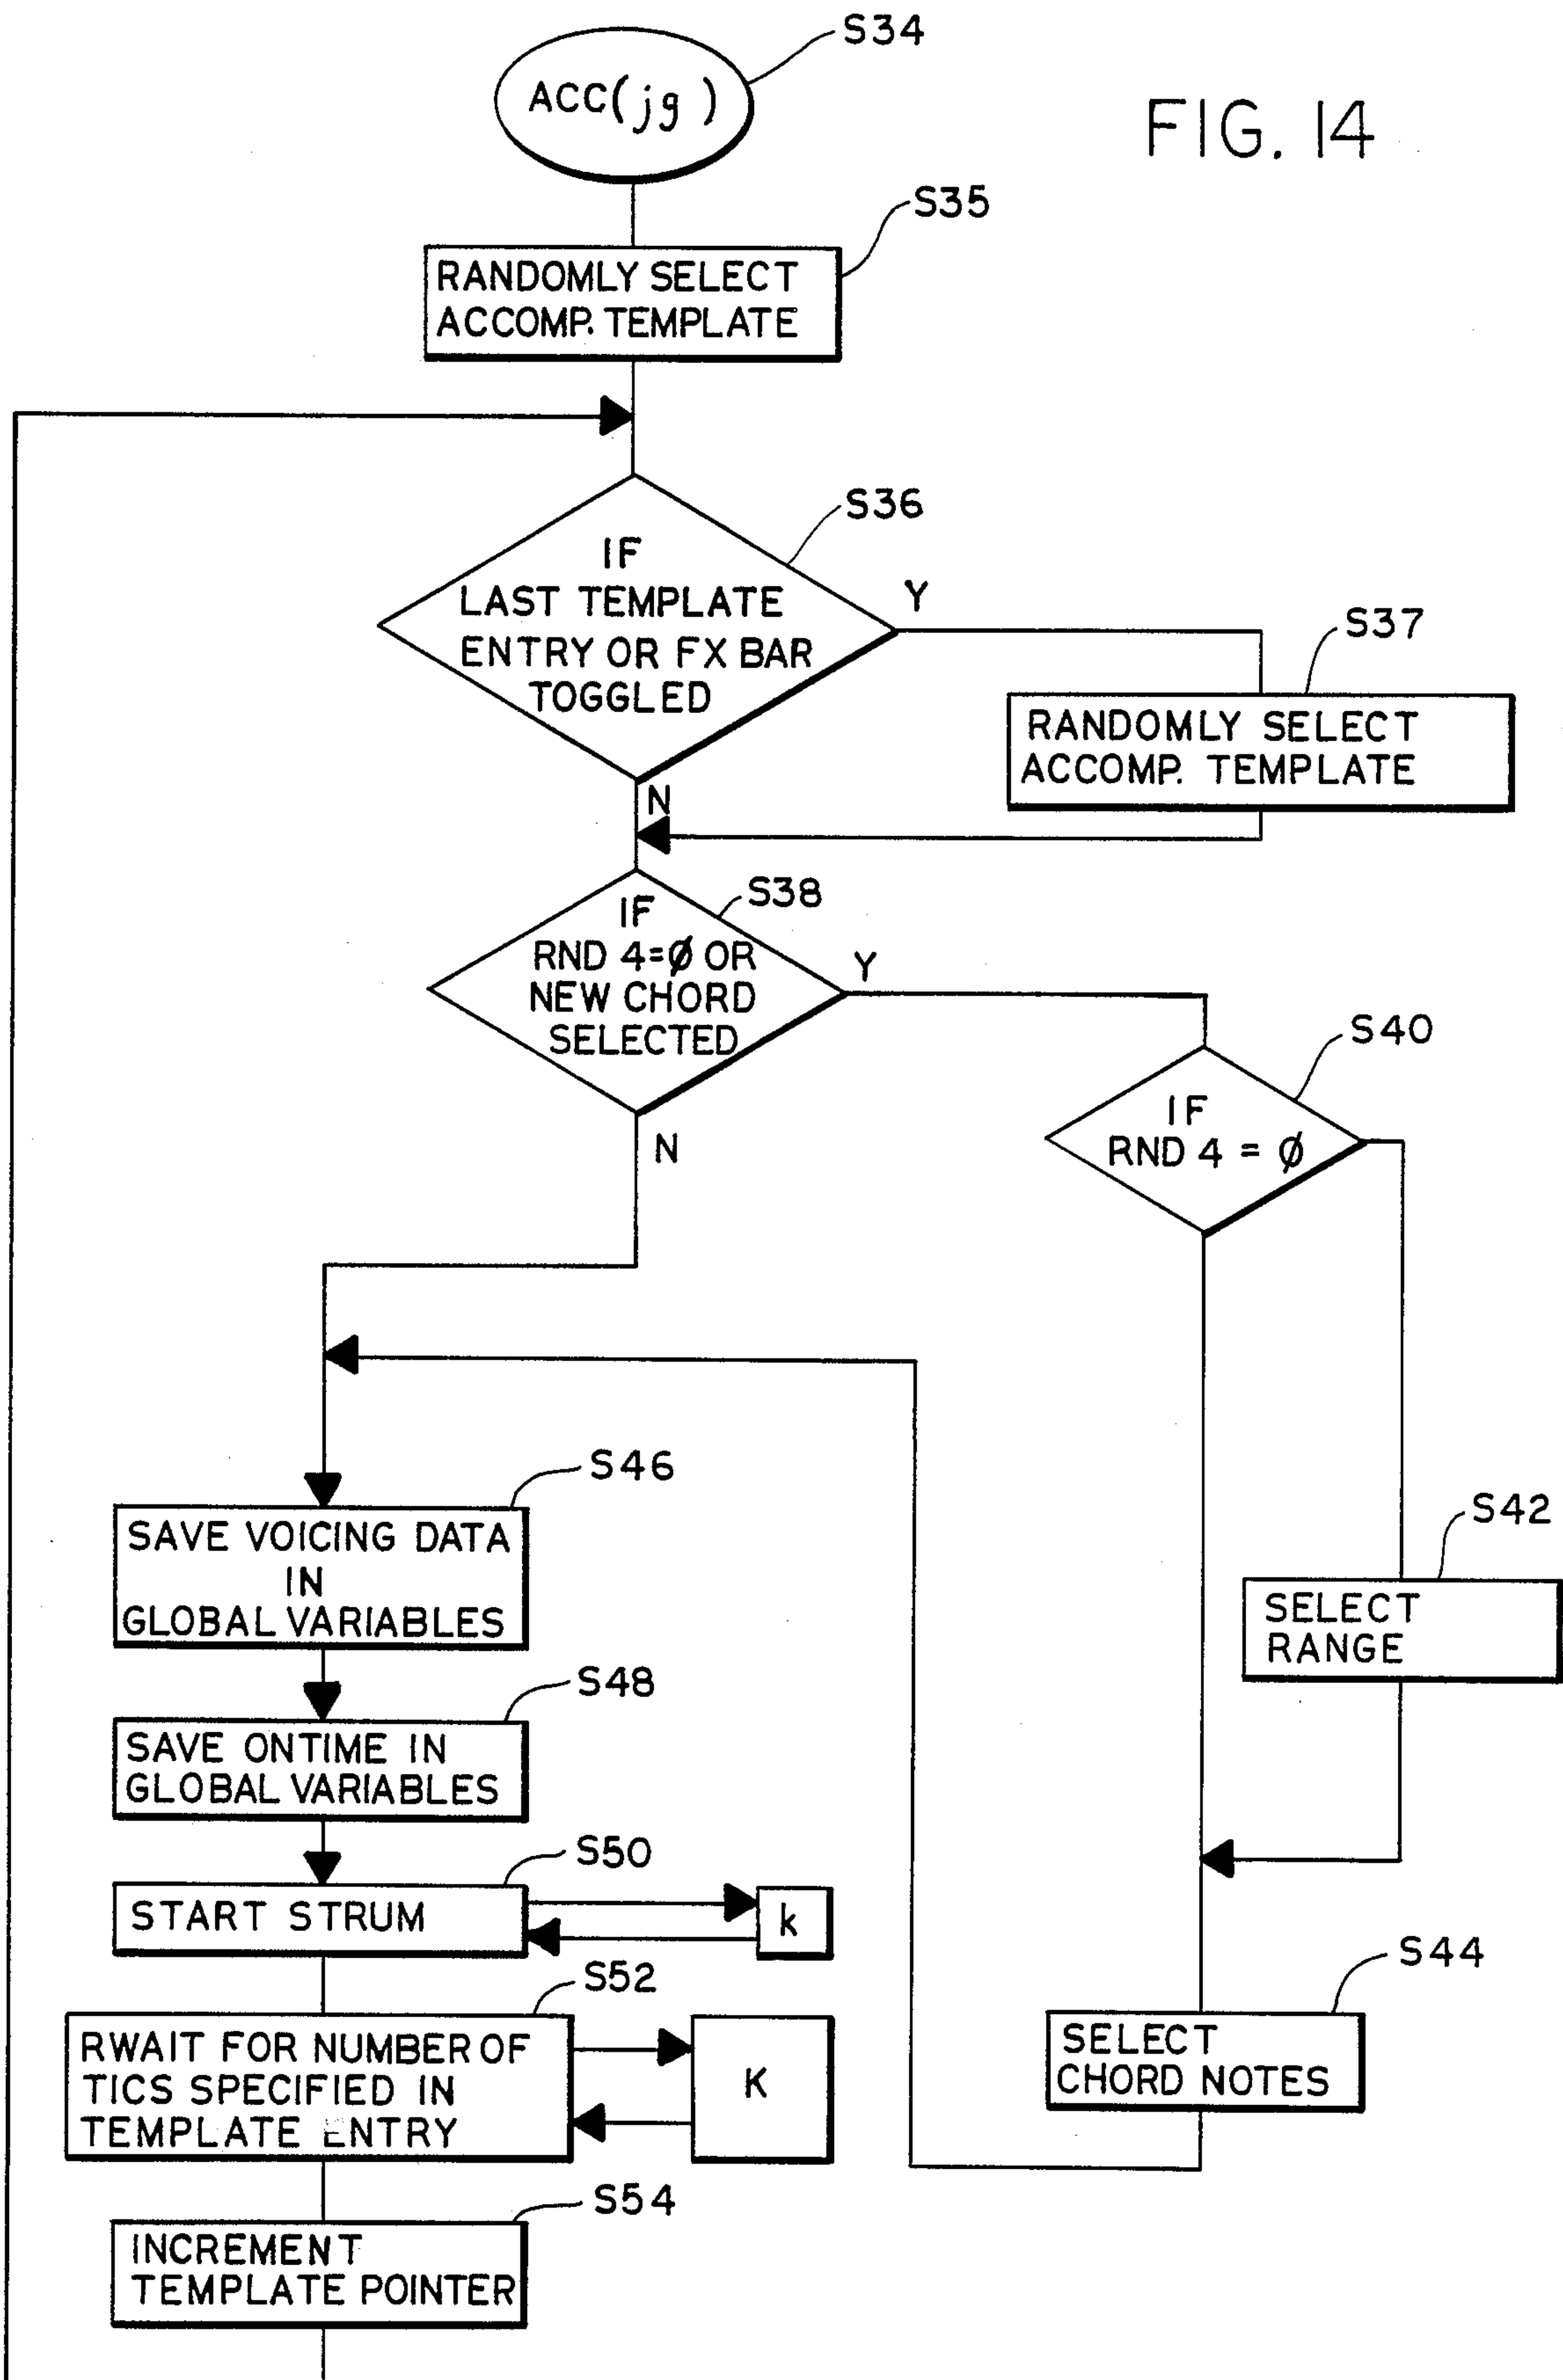 S34
ACC(jg)
FIG. 14
S35
RANDOMLY SELECT
ACCOMP. TEMPLATE
S36
IF
LAST TEMPLATE
ENTRY OR FX BAR
TOGGLED
Y
N
S37
RANDOMLY SELECT
ACCOMP. TEMPLATE
S38
IF
RND 4=Ø OR
NEW CHORD
SELECTED
Y
N
S40
IF
RND 4 = Ø
S42
SELECT
RANGE
S46
SAVE VOICING DATA
IN
GLOBAL VARIABLES
S48
SAVE ONTIME IN
GLOBAL VARIABLES
S50
START STRUM
k
S52
RWAIT FOR NUMBER OF
TICS SPECIFIED IN
TEMPLATE ENTRY
K
S44
SELECT
CHORD NOTES
S54
INCREMENT
TEMPLATE POINTER